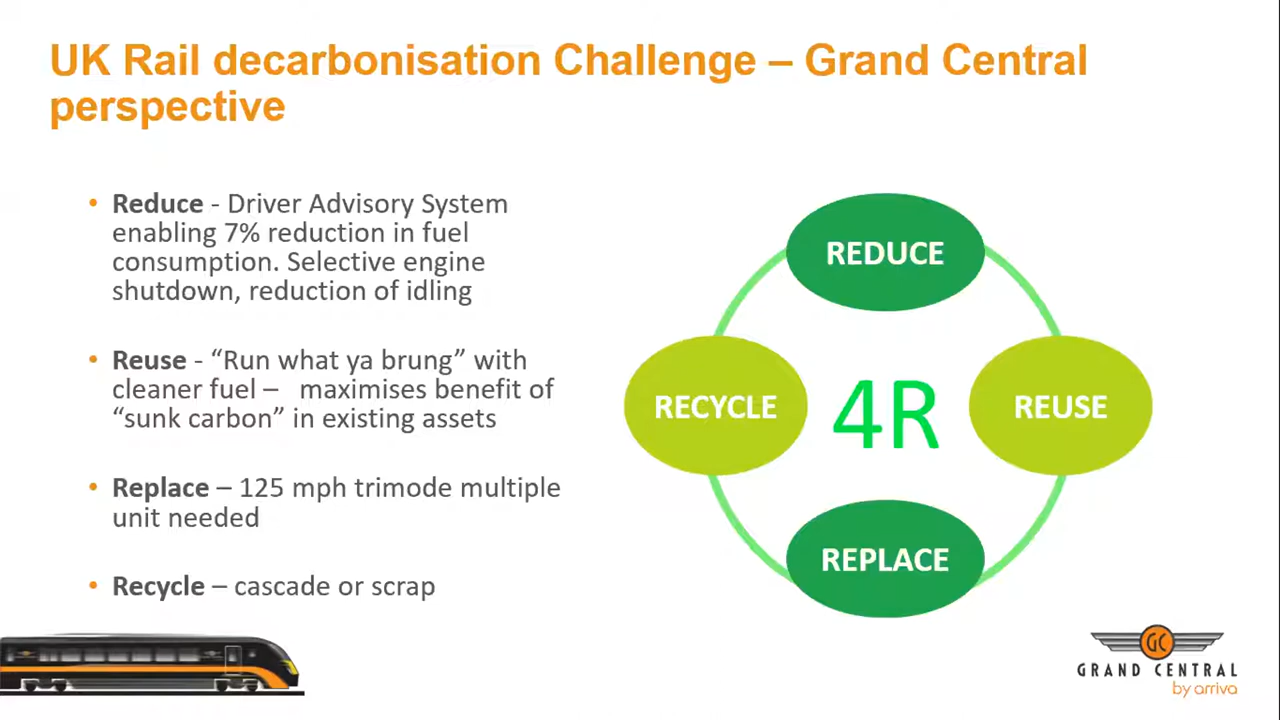 UK Rail decarbonisation Challenge – Grand Central
perspective
• Reduce - Driver Advisory System
enabling 7% reduction in fuel
consumption. Selective engine
shutdown, reduction of idling
• Reuse - “Run what ya brung” with
cleaner fuel – maximises benefit of
“sunk carbon” in existing assets
• Replace – 125 mph trimode multiple
unit needed
• Recycle – cascade or scrap
REDUCE
RECYCLE
4R
REUSE
REPLACE
GC
GRAND CENTRAL
by arriva